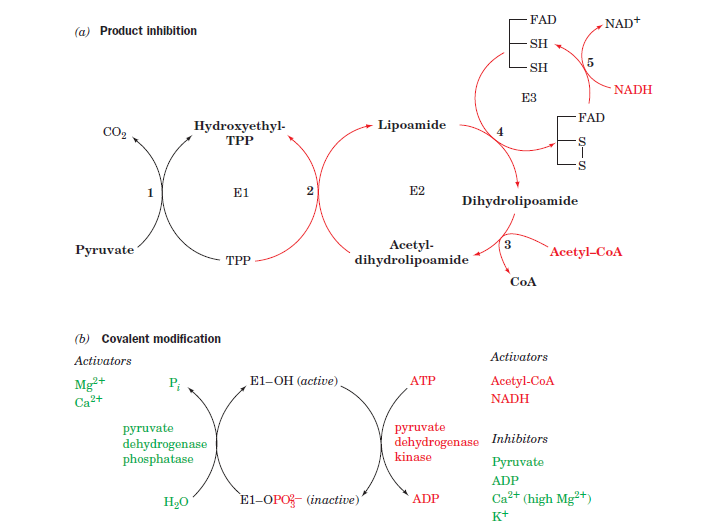 (a) Product inhibition
FAD
SH
SH
E3
NAD⁺
5
NADH
FAD
S
S
CO₂
Hydroxyethyl-
TPP
Lipoamide
4
1
E1
2
E2
Dihydrolipoamide
Pyruvate
TPP
Acetyl-
dihydrolipoamide
3
Acetyl–CoA
CoA
(b) Covalent modification
Activators
Mg²⁺
Ca²⁺
Pᵢ
E1–OH (active)
ATP
pyruvate
dehydrogenase
phosphatase
pyruvate
dehydrogenase
kinase
H₂O
E1–OPO₃²⁻ (inactive)
ADP
Activators
Acetyl-CoA
NADH
Inhibitors
Pyruvate
ADP
Ca²⁺ (high Mg²⁺)
K⁺